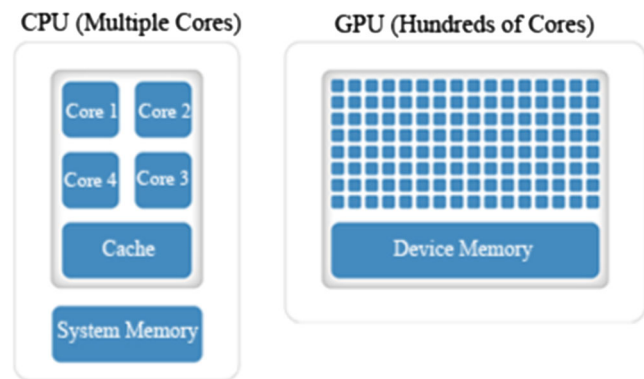 CPU (Multiple Cores)
Core 1
Core 2
Core 4
Core 3
Cache
System Memory
GPU (Hundreds of Cores)
Device Memory